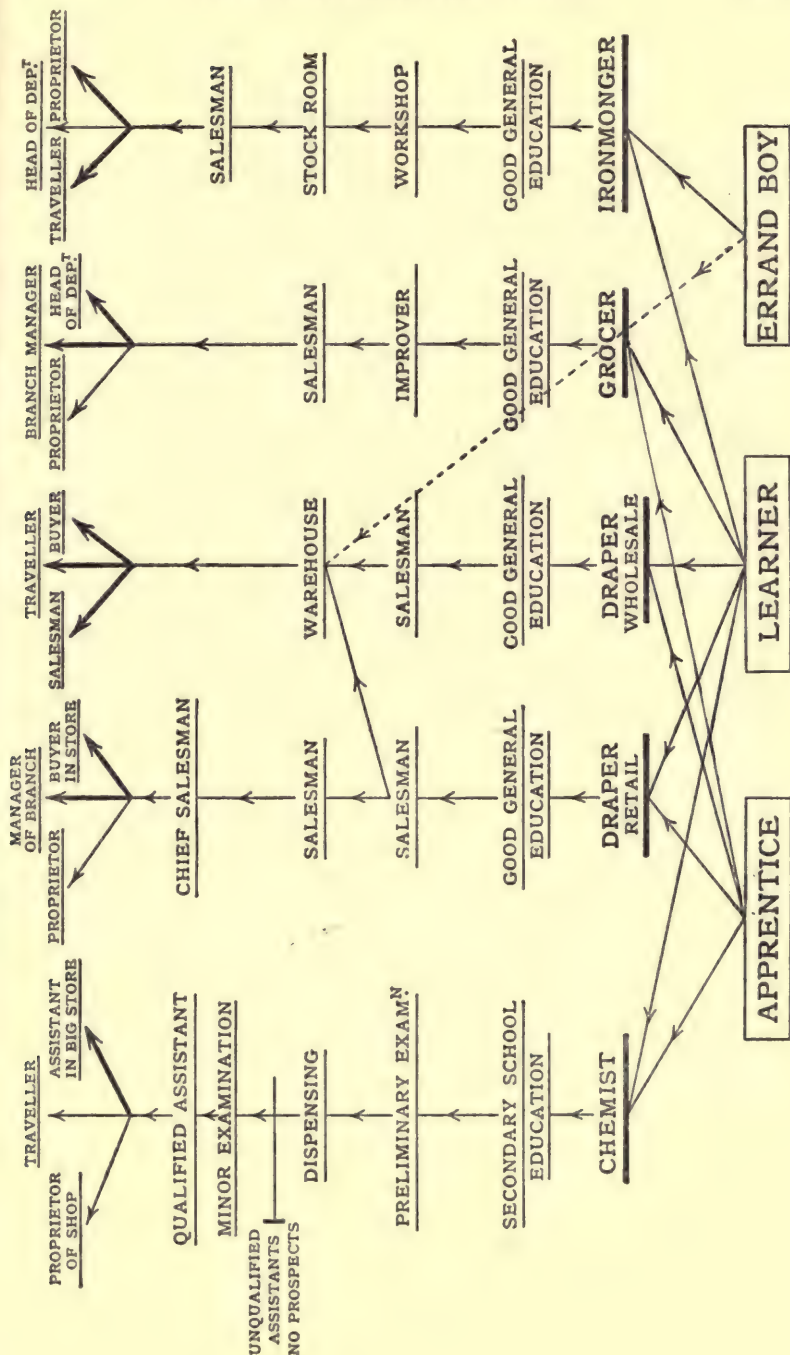 PROPRIETOR
OF SHOP
TRAVELLER
ASSISTANT
IN BIG STORE
QUALIFIED ASSISTANT
MINOR EXAMINATION
UNQUALIFIED
ASSISTANTS
NO PROSPECTS
DISPENSING
PRELIMINARY EXAMN
SECONDARY SCHOOL
EDUCATION
CHEMIST
PROPRIETOR
MANAGER
OF BRANCH
BUYER
IN STORE
CHIEF SALESMAN
SALESMAN
SALESMAN
GOOD GENERAL
EDUCATION
DRAPER
RETAIL
SALESMAN
TRAVELLER
BUYER
WAREHOUSE
SALESMAN
GOOD GENERAL
EDUCATION
DRAPER
WHOLESALE
PROPRIETOR
BRANCH MANAGER
HEAD
OF DEPT
SALESMAN
IMPROVER
GOOD GENERAL
EDUCATION
GROCER
TRAVELLER
HEAD OF DEPT
PROPRIETOR
SALESMAN
STOCK ROOM
WORKSHOP
GOOD GENERAL
EDUCATION
IRONMONGER
APPRENTICE
LEARNER
ERRAND BOY